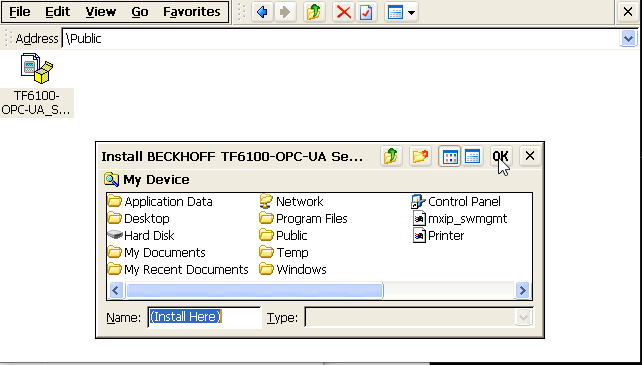 File Edit View Go Favorites
Address \Public
TF6100-
OPC-UA_S...
Install BECKHOFF TF6100-OPC-UA Se... OK
My Device
Application Data Network Control Panel
Desktop Program Files mxip_swmgmt
Hard Disk Public Printer
My Documents Temp
My Recent Documents Windows
Name: (Install Here) Type: